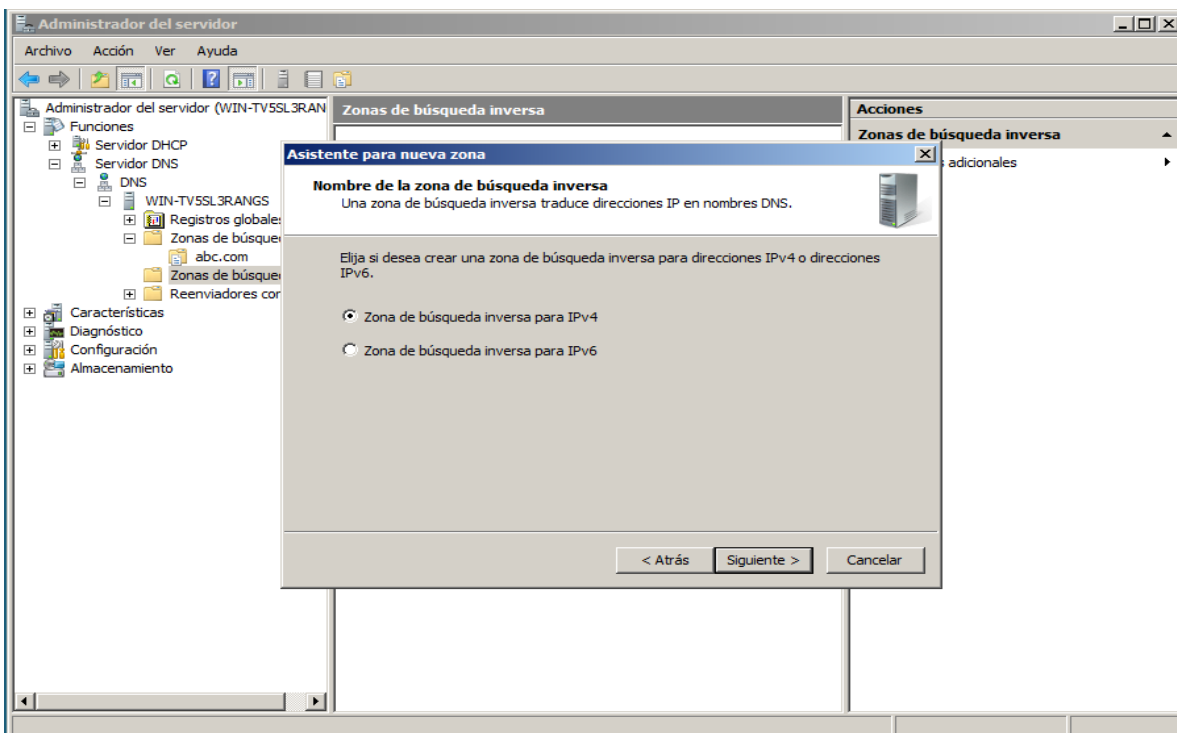 Administrador del servidor
Archivo Acción Ver Ayuda
Administrador del servidor (WIN-TV5SL3RAN
Funciones
Servidor DHCP
Servidor DNS
DNS
WIN-TV5SL3RANGS
Registros globales
Zonas de búsque
abc.com
Zonas de búsque
Reenviadores con
Características
Diagnóstico
Configuración
Almacenamiento
Zonas de búsqueda inversa
Asistente para nueva zona
Nombre de la zona de búsqueda inversa
Una zona de búsqueda inversa traduce direcciones IP en nombres DNS.
Elija si desea crear una zona de búsqueda inversa para direcciones IPv4 o direcciones
IPv6.
Zona de búsqueda inversa para IPv4
Zona de búsqueda inversa para IPv6
< Atrás Siguiente > Cancelar
Acciones
Zonas de búsqueda inversa
adicionales